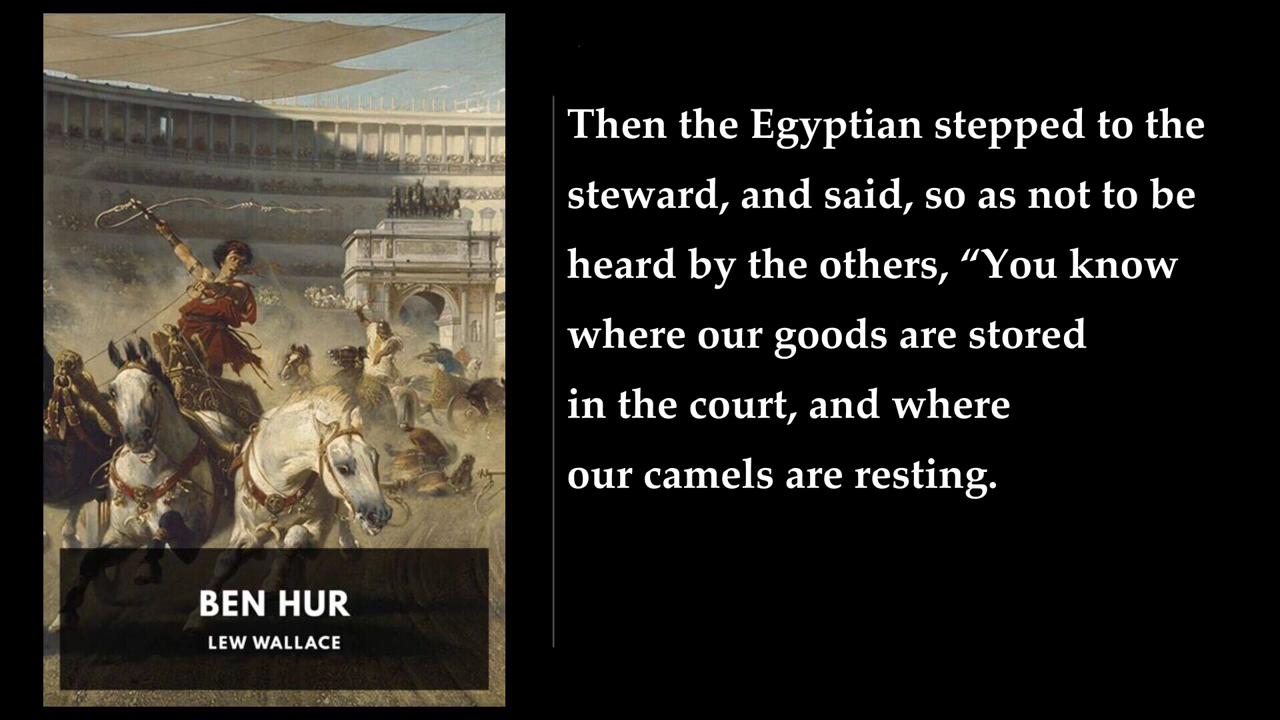 BEN HUR
LEW WALLACE
Then the Egyptian stepped to the
steward, and said, so as not to be
heard by the others, “You know
where our goods are stored
in the court, and where
our camels are resting.